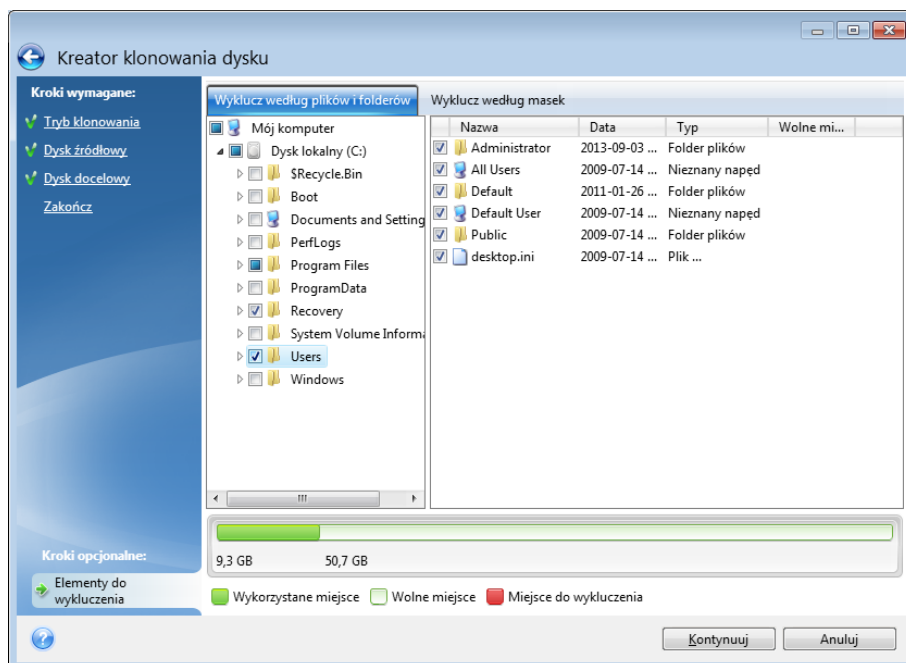 Kreator klonowania dysku
Kroki wymagane:
Tryb klonowania
Dysk źródłowy
Dysk docelowy
Zakończ
Wyklucz według plików i folderów
Wyklucz według masek
Mój komputer
Dysk lokalny (C:)
$Recycle.Bin
Boot
Documents and Setting
PerfLogs
Program Files
ProgramData
Recovery
System Volume Informa
Users
Windows
Nazwa Data Typ Wolne mi...
Administrator 2013-09-03 ... Folder plików
All Users 2009-07-14 ... Nieznany napęd
Default 2011-01-26 ... Folder plików
Default User 2009-07-14 ... Nieznany napęd
Public 2009-07-14 ... Folder plików
desktop.ini 2009-07-14 ... Plik ...
9,3 GB 50,7 GB
Wykorzystane miejsce Wolne miejsce Miejsce do wykluczenia
Kroki opcjonalne:
Elementy do
wykluczenia
Kontynuuj Anuluj